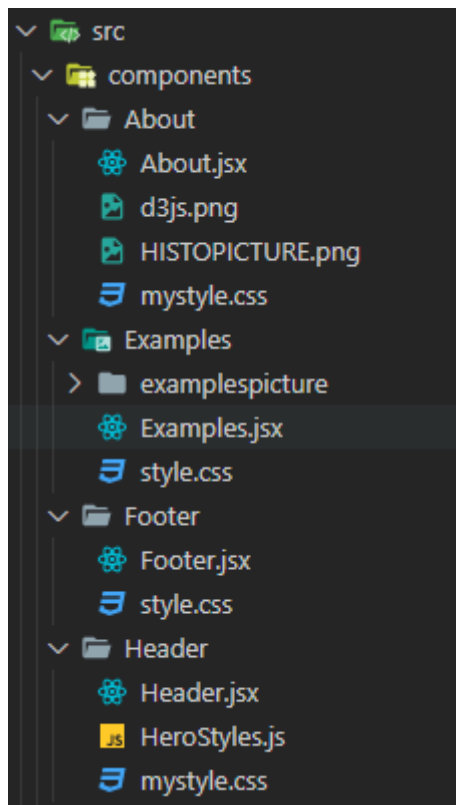 src
components
About
About.jsx
d3js.png
HISTOPICTURE.png
mystyle.css
Examples
examplespicture
Examples.jsx
style.css
Footer
Footer.jsx
style.css
Header
Header.jsx
JS HeroStyles.js
mystyle.css